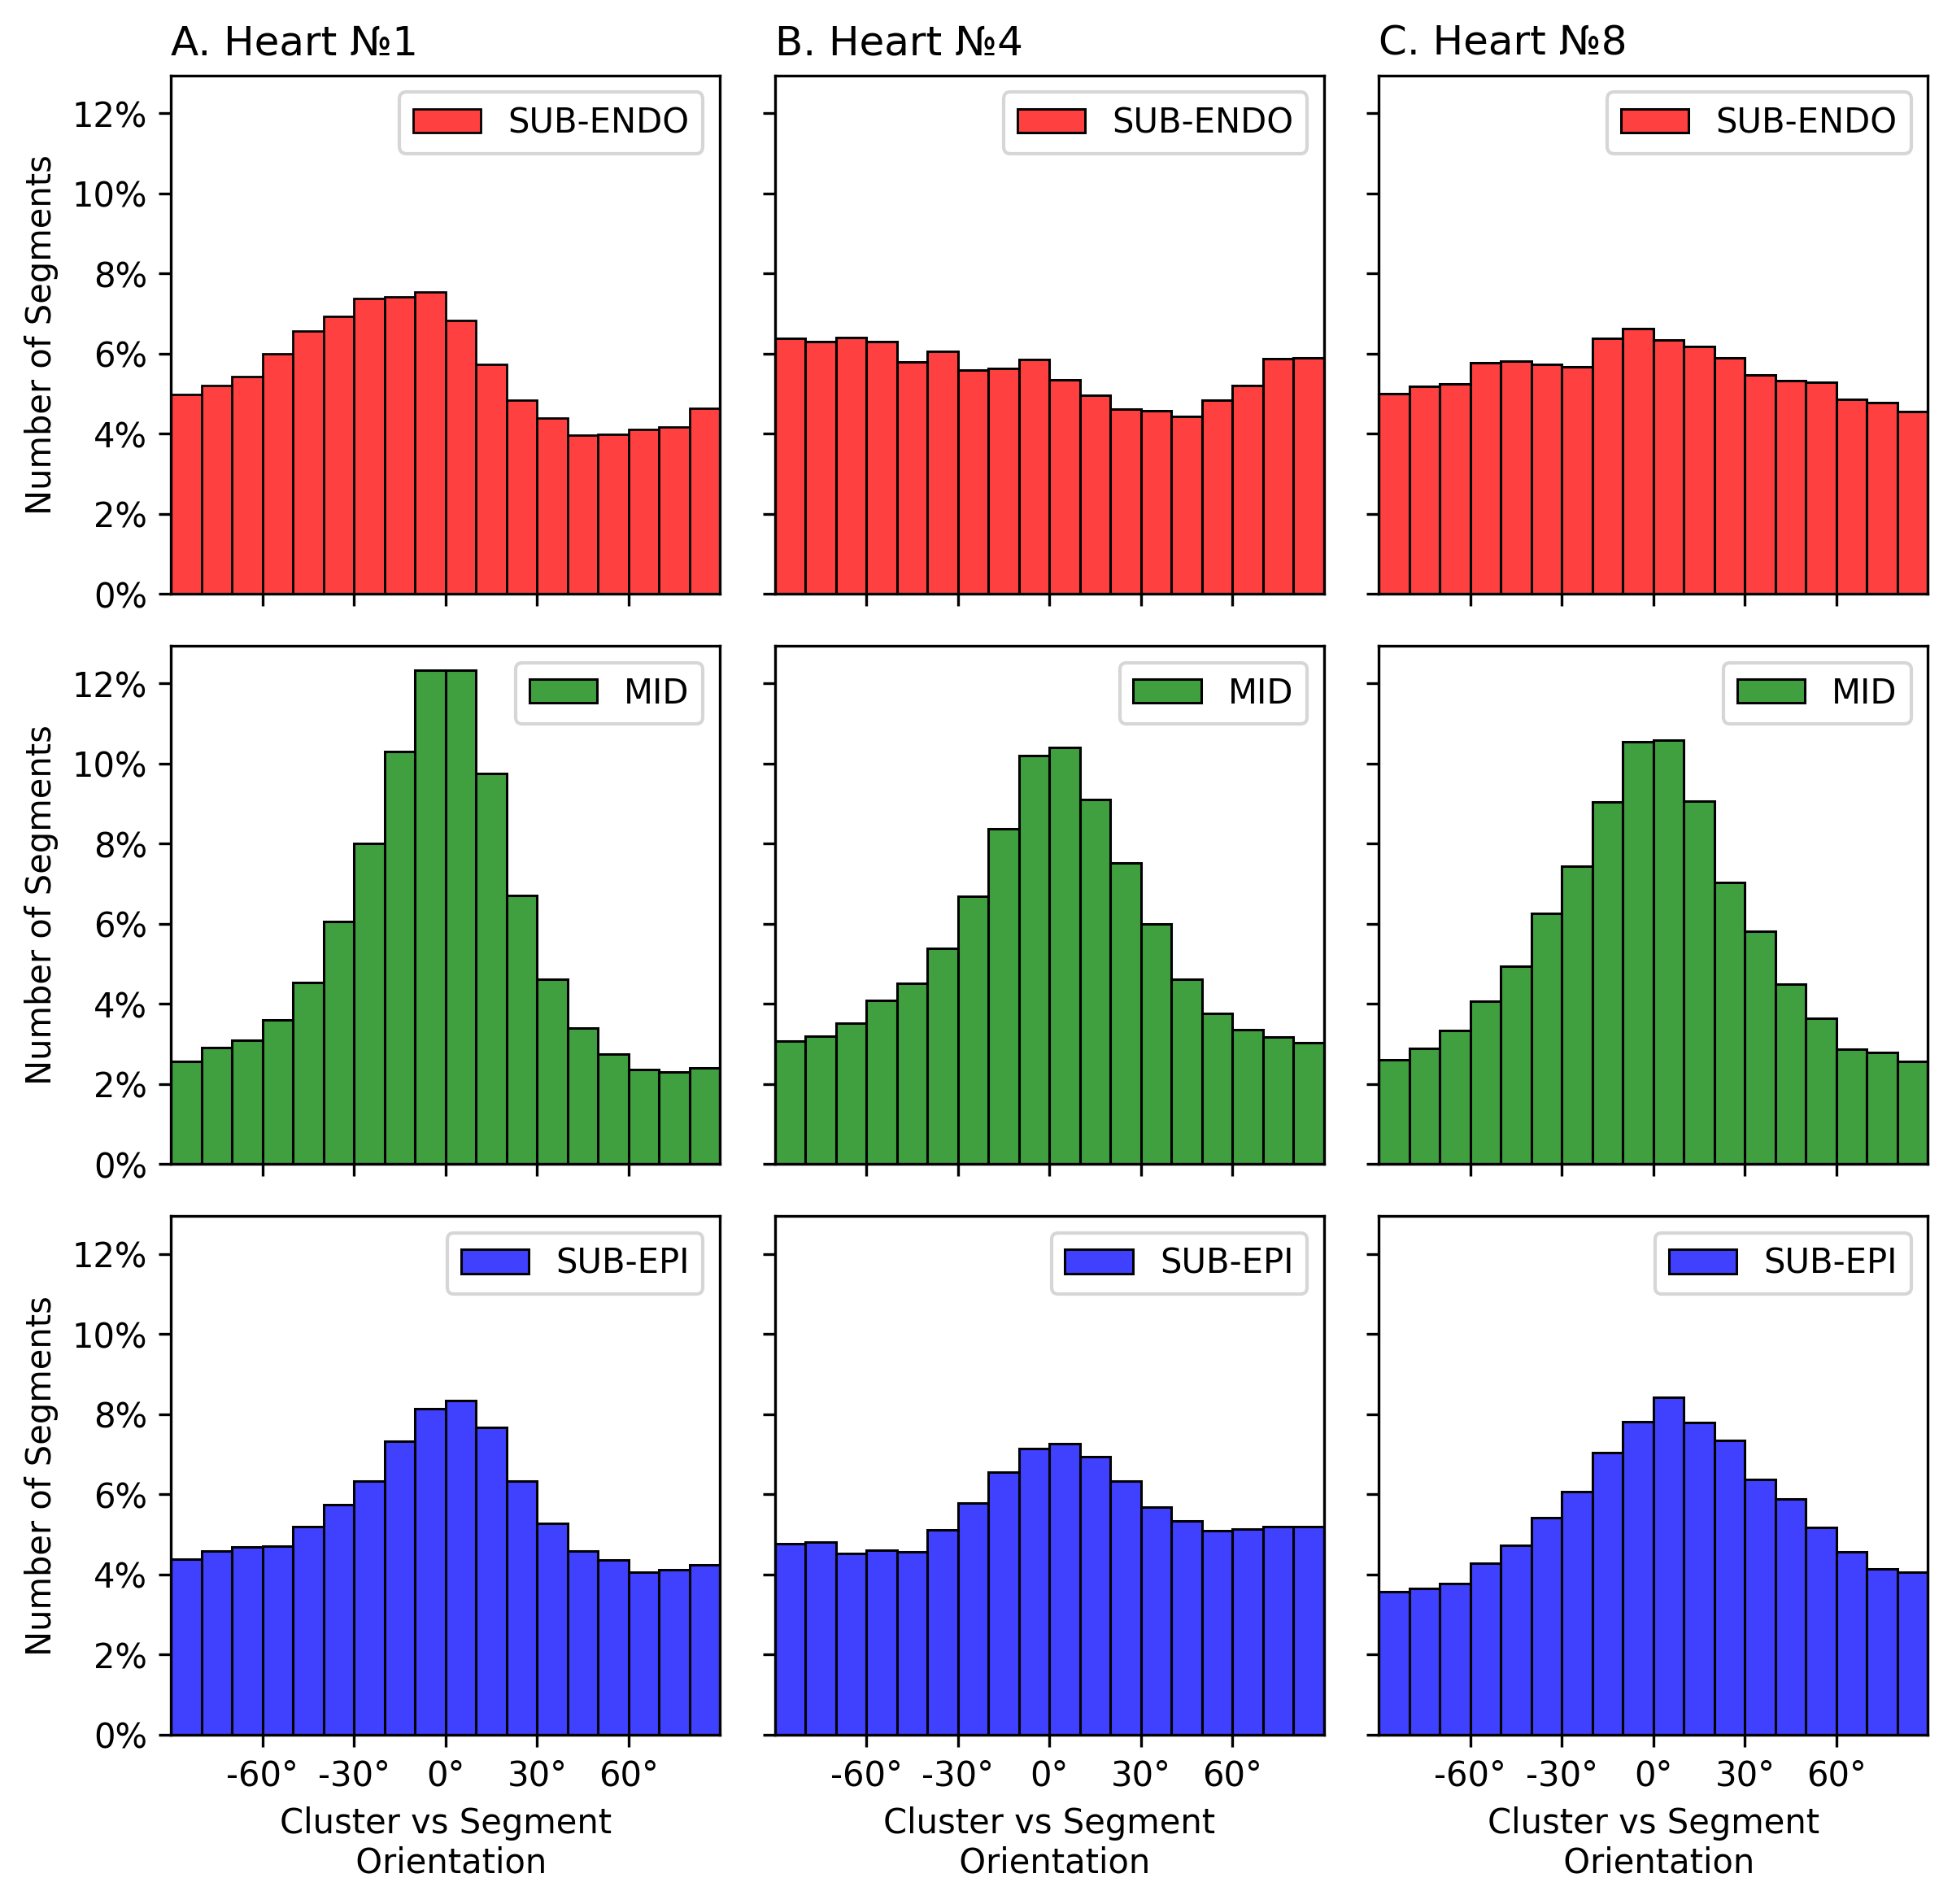 A. Heart №1
B. Heart №4
C. Heart №8
Number of Segments
12%
10%
8%
6%
4%
2%
0%
SUB-ENDO
SUB-ENDO
SUB-ENDO
Number of Segments
12%
10%
8%
6%
4%
2%
0%
MID
MID
MID
Number of Segments
12%
10%
8%
6%
4%
2%
0%
SUB-EPI
SUB-EPI
SUB-EPI
-60° -30° 0° 30° 60°
Cluster vs Segment
Orientation
-60° -30° 0° 30° 60°
Cluster vs Segment
Orientation
-60° -30° 0° 30° 60°
Cluster vs Segment
Orientation